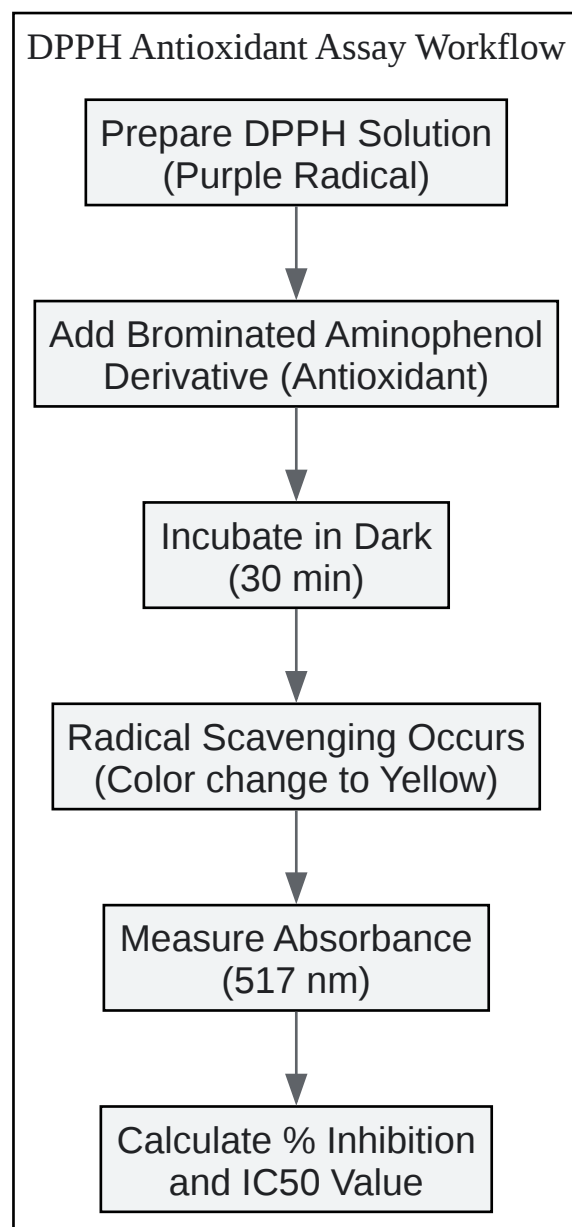 DPPH Antioxidant Assay Workflow
Prepare DPPH Solution
(Purple Radical)
Add Brominated Aminophenol
Derivative (Antioxidant)
Incubate in Dark
(30 min)
Radical Scavenging Occurs
(Color change to Yellow)
Measure Absorbance
(517 nm)
Calculate % Inhibition
and IC50 Value